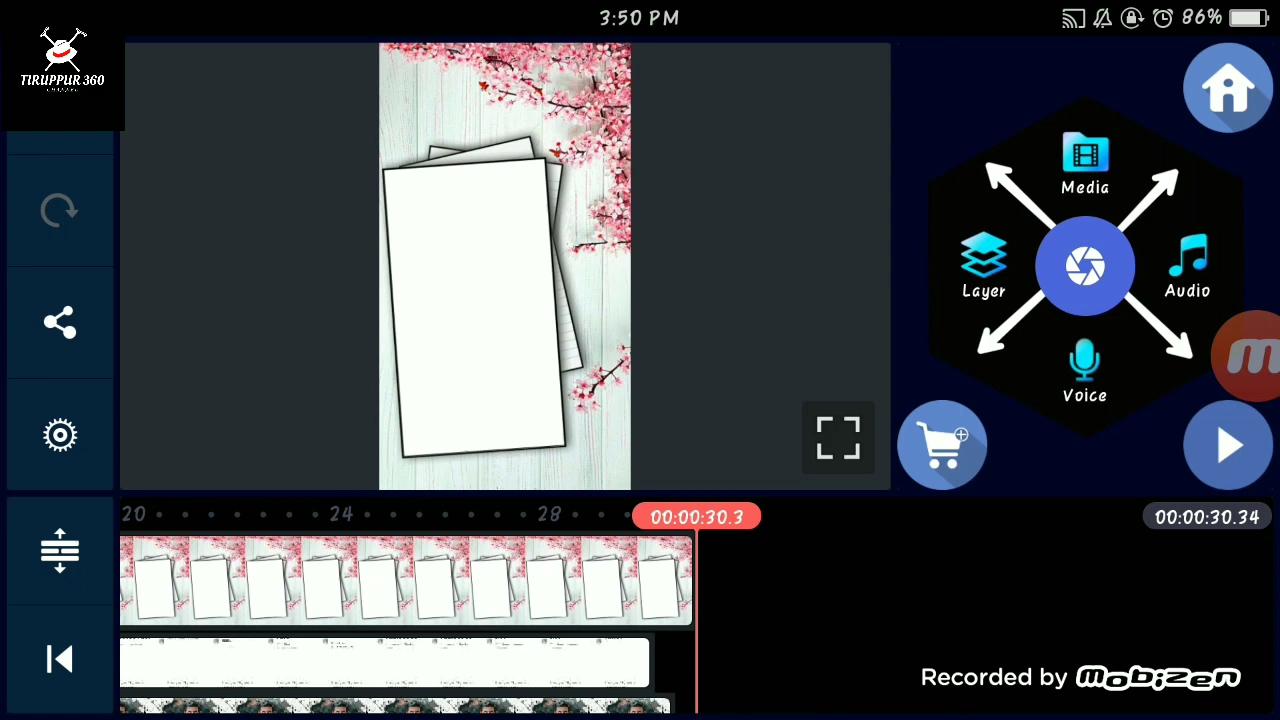 3:50 PM
86%
TIRUPPUR 360
CHANNEL
Media
Layer
Audio
Voice
20
24
28
00:00:30.3
00:00:30.34
Recorded by mobizen